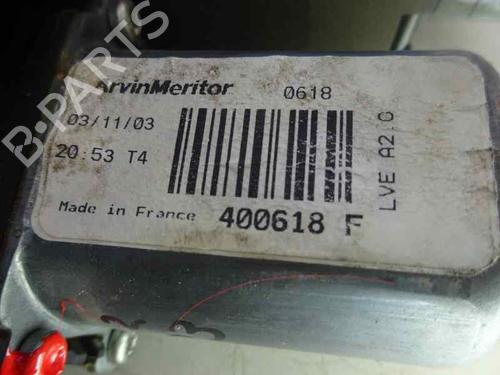 B-PARTS
ArvinMeritor 0618
03/11/03
20:53 T4
LVE A2.0
Made in France 400618 F